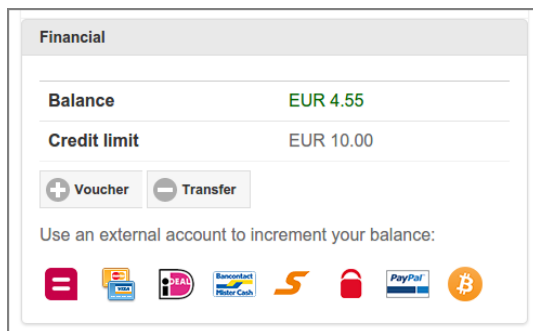 Financial
Balance EUR 4.55
Credit limit EUR 10.00
Voucher Transfer
Use an external account to increment your balance:
VISA iDEAL Bancontact Mister Cash PayPal